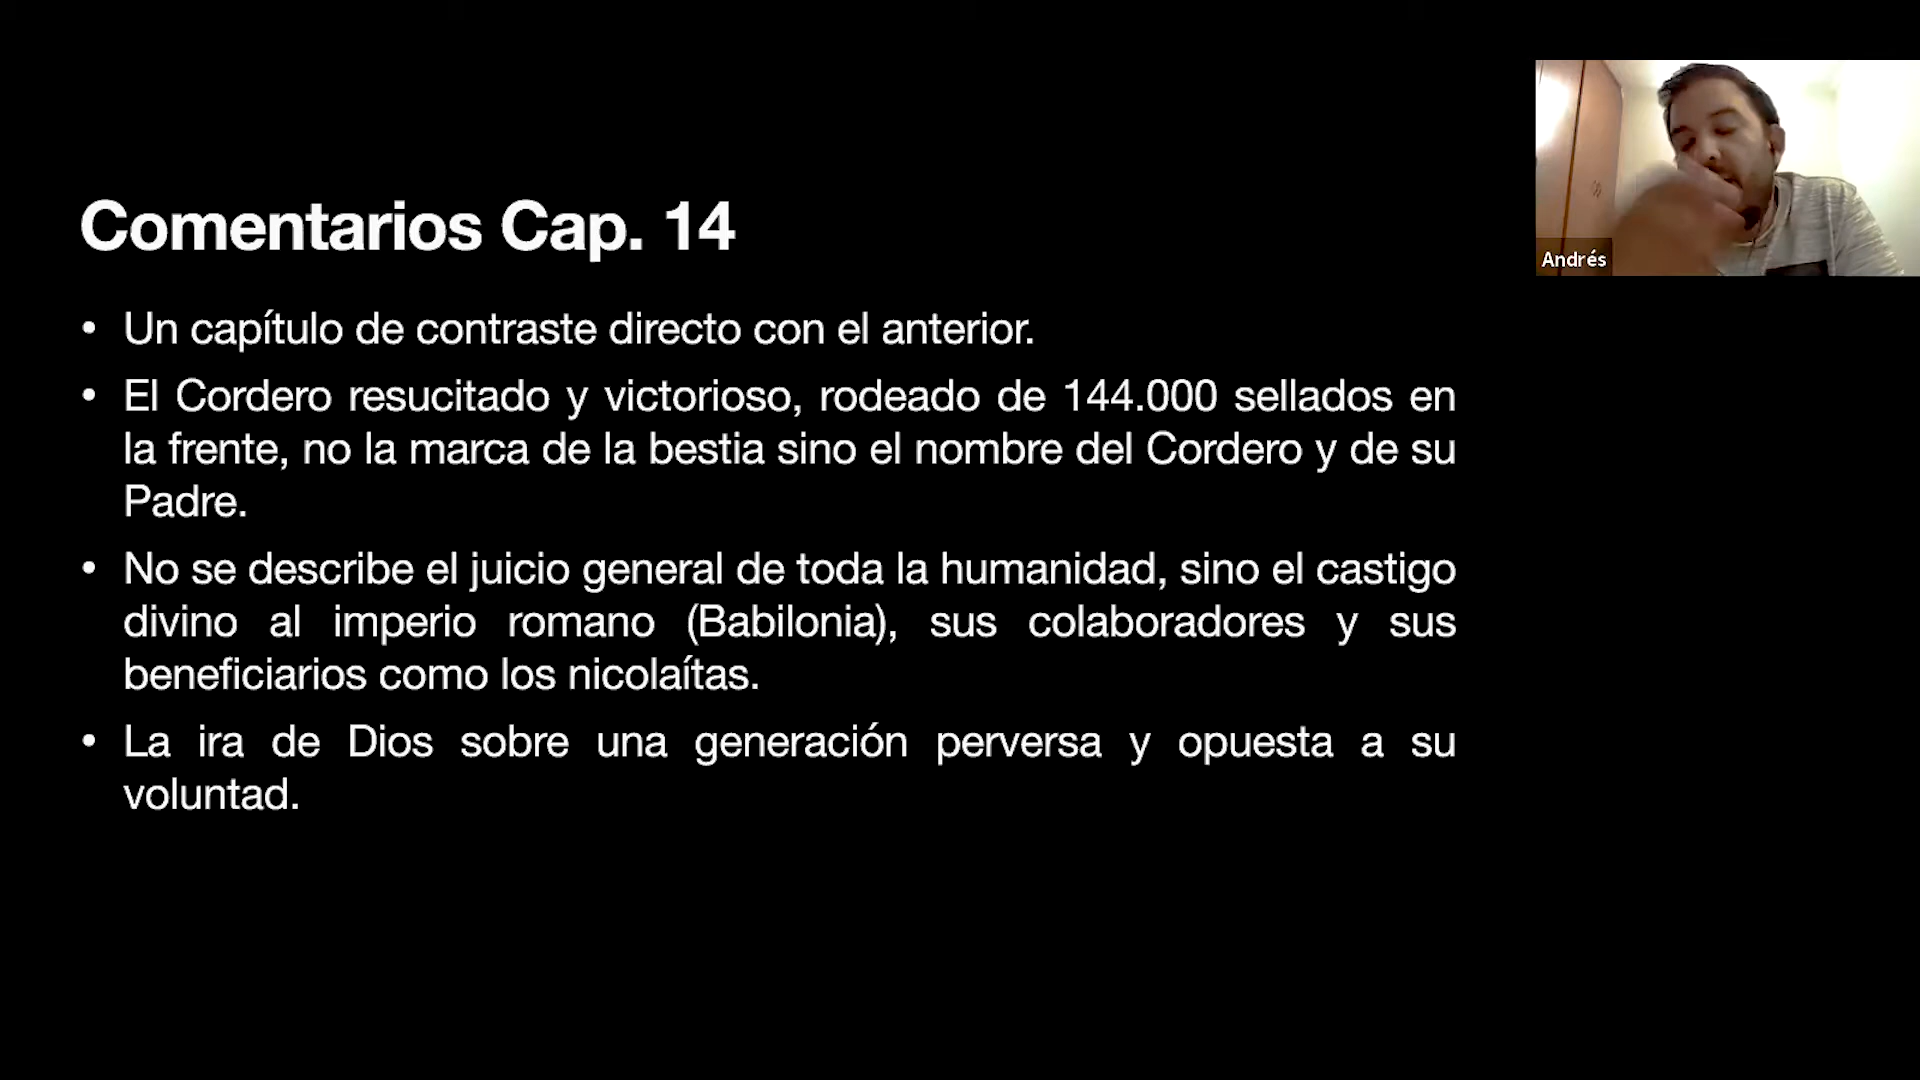 Comentarios Cap. 14
• Un capítulo de contraste directo con el anterior.
• El Cordero resucitado y victorioso, rodeado de 144.000 sellados en
la frente, no la marca de la bestia sino el nombre del Cordero y de su
Padre.
• No se describe el juicio general de toda la humanidad, sino el castigo
divino al imperio romano (Babilonia), sus colaboradores y sus
beneficiarios como los nicolaítas.
• La ira de Dios sobre una generación perversa y opuesta a su
voluntad.
Andrés